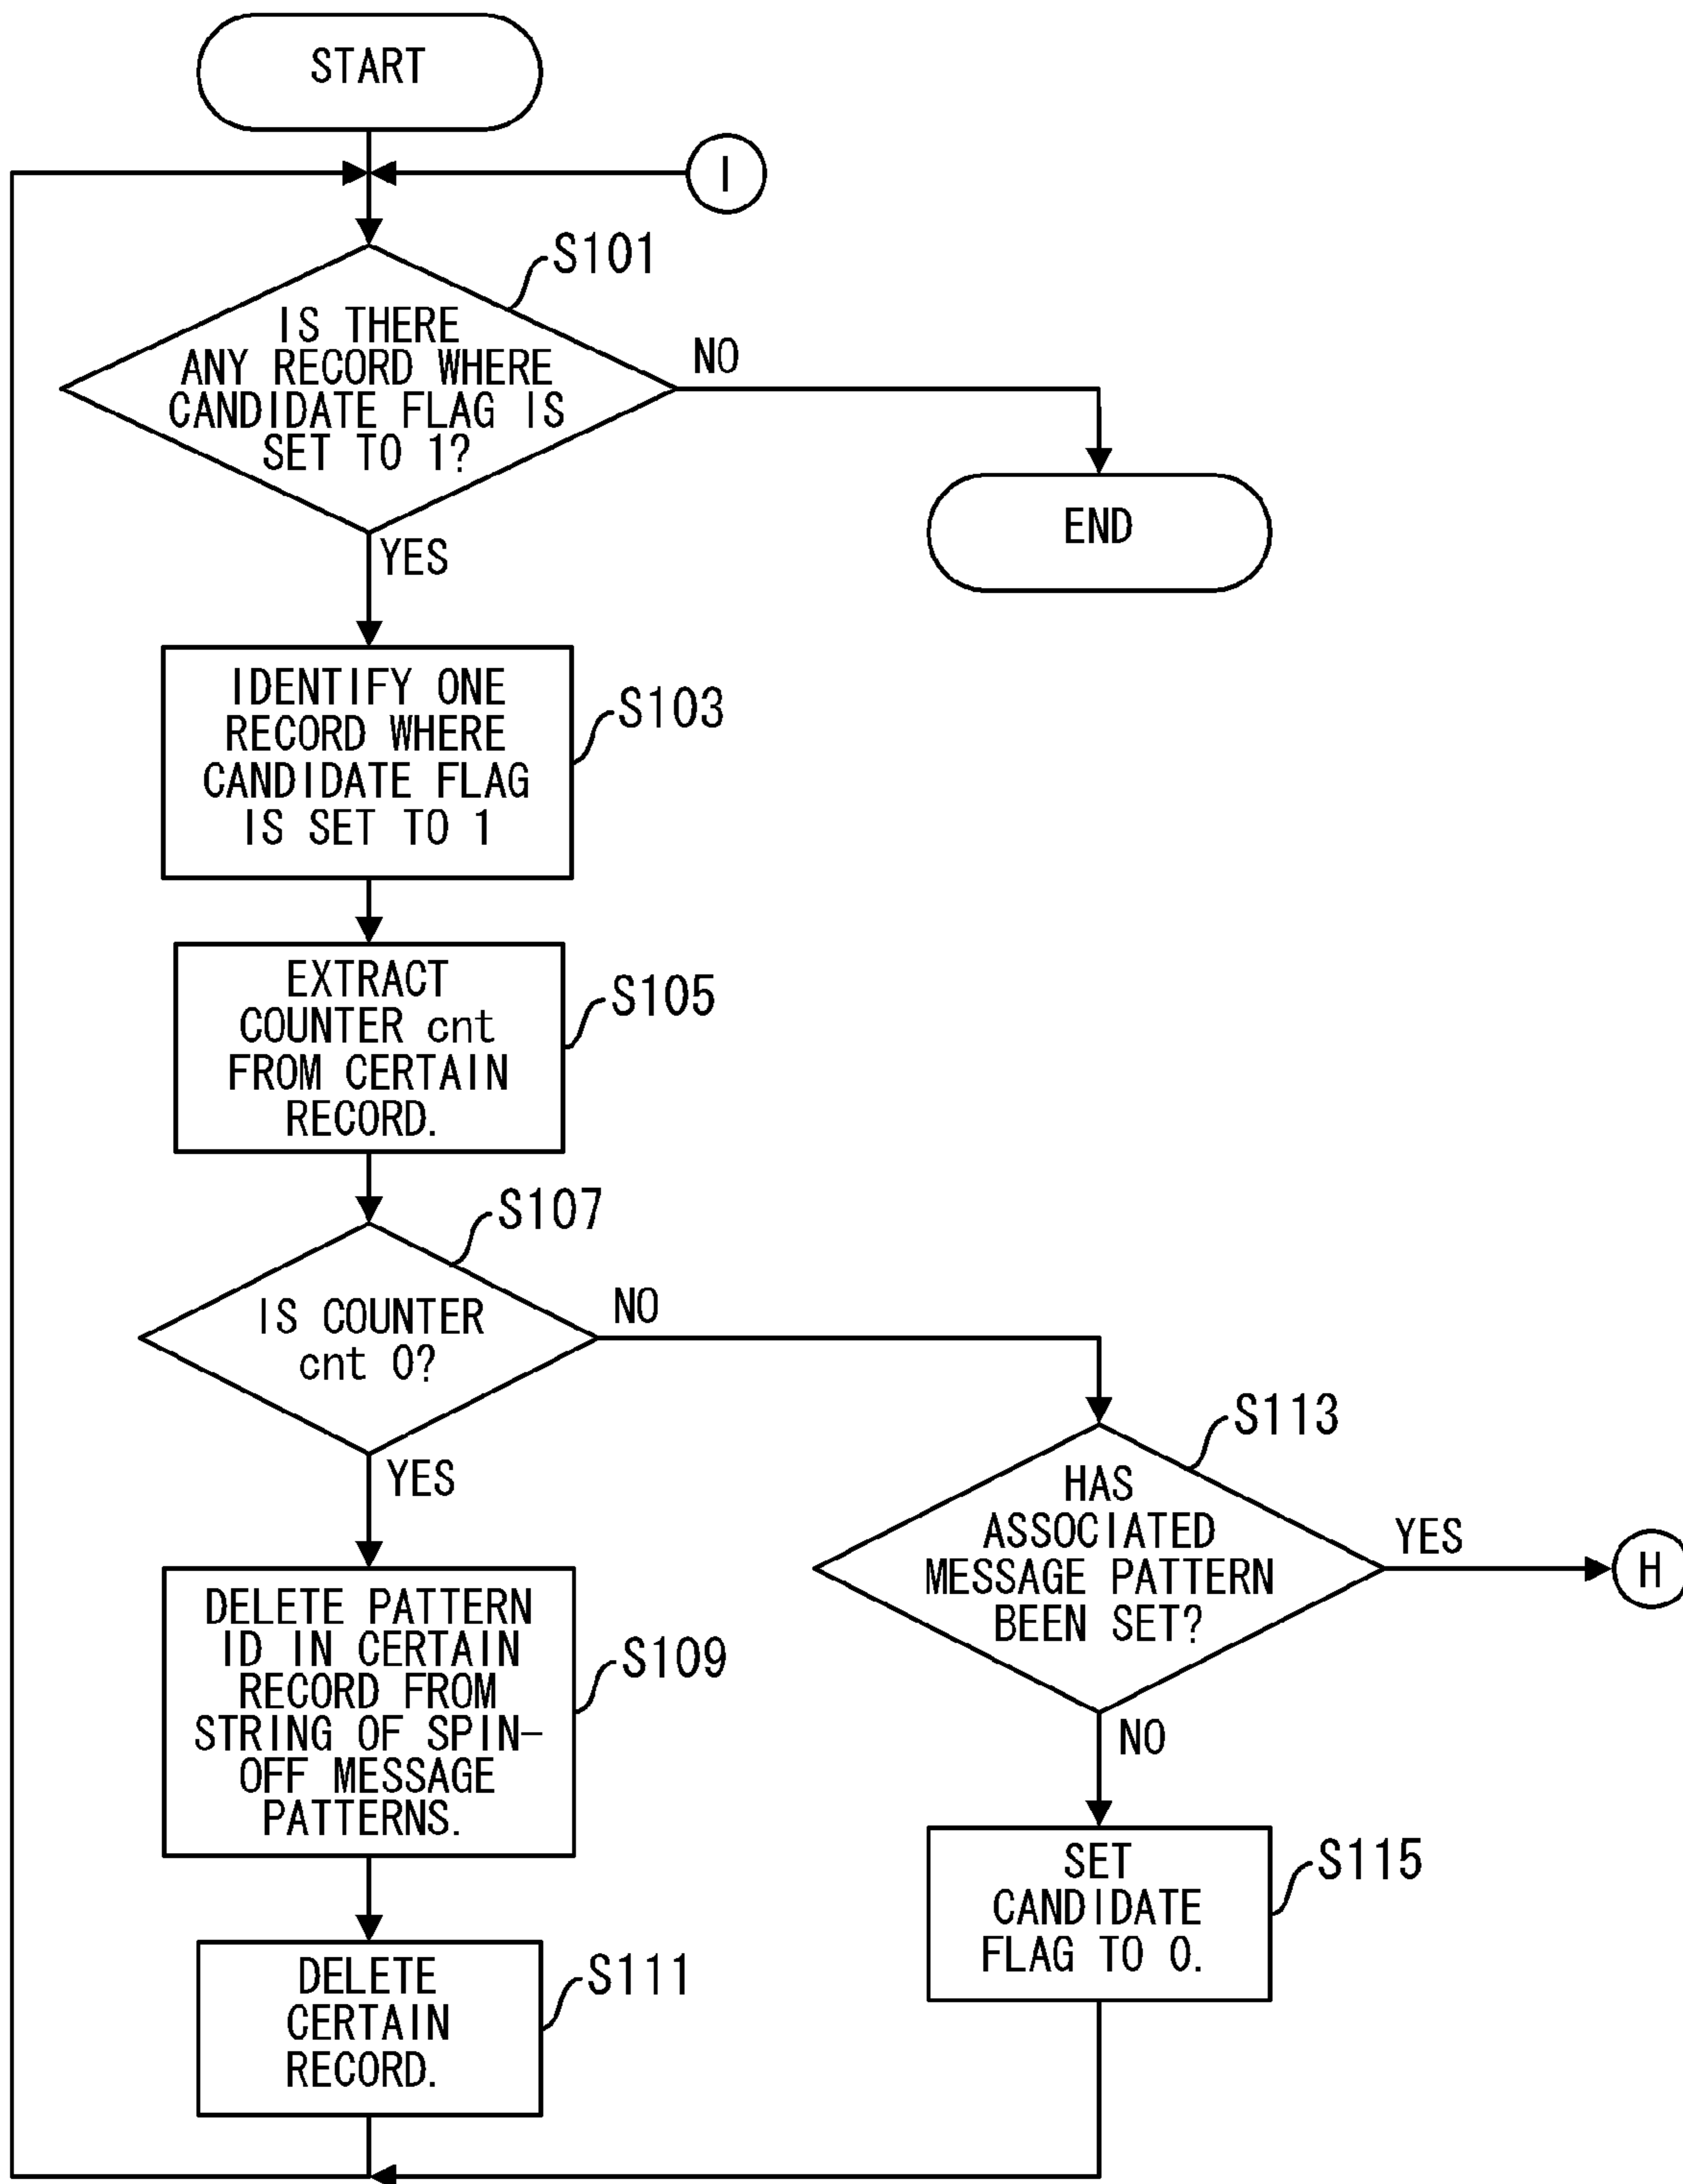 START
I
S101
IS THERE
ANY RECORD WHERE
CANDIDATE FLAG IS
SET TO 1?
NO
END
YES
IDENTIFY ONE
RECORD WHERE
CANDIDATE FLAG
IS SET TO 1
S103
EXTRACT
COUNTER cnt
FROM CERTAIN
RECORD.
S105
S107
IS COUNTER
cnt 0?
NO
YES
S113
HAS
ASSOCIATED
MESSAGE PATTERN
BEEN SET?
YES
H
NO
DELETE PATTERN
ID IN CERTAIN
RECORD FROM
STRING OF SPIN-
OFF MESSAGE
PATTERNS.
S109
SET
CANDIDATE
FLAG TO 0.
S115
DELETE
CERTAIN
RECORD.
S111